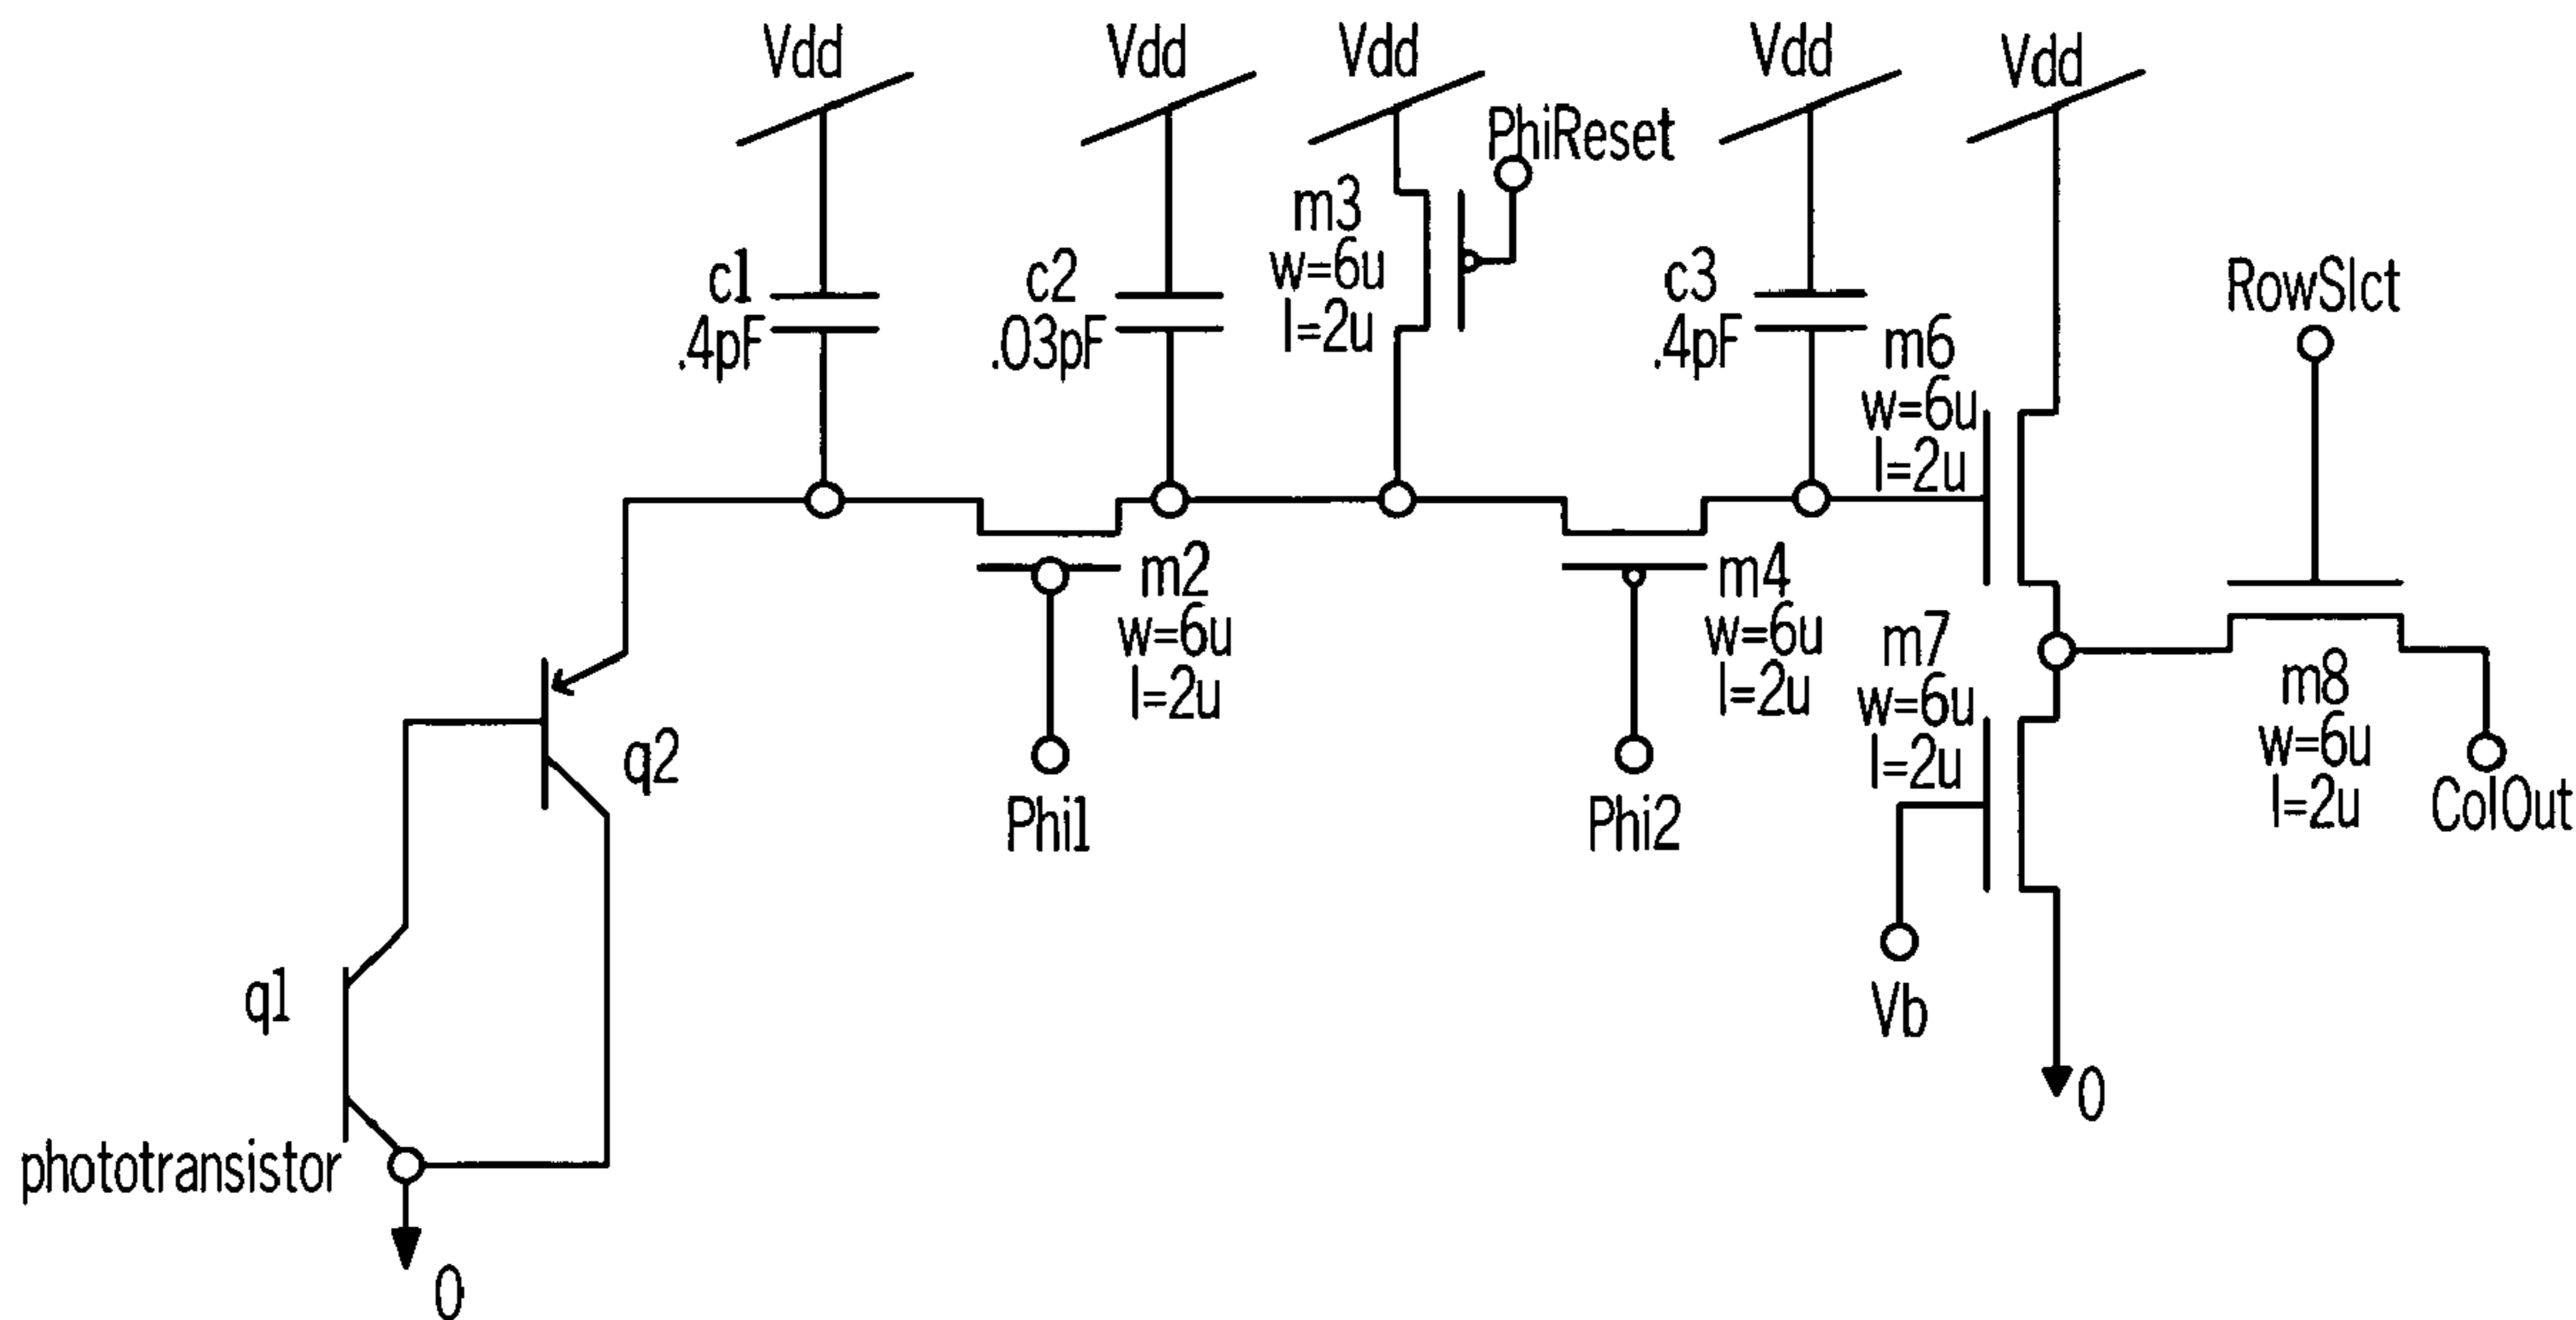 Vdd
Vdd
Vdd
Vdd
Vdd
PhiReset
m3
w=6u
l=2u
c1
.4pF
c2
.03pF
c3
.4pF
m6
w=6u
l=2u
RowSlct
m2
w=6u
l=2u
m4
w=6u
l=2u
m7
w=6u
l=2u
m8
w=6u
l=2u
q2
Phi1
Phi2
ColOut
q1
Vb
0
phototransistor
0